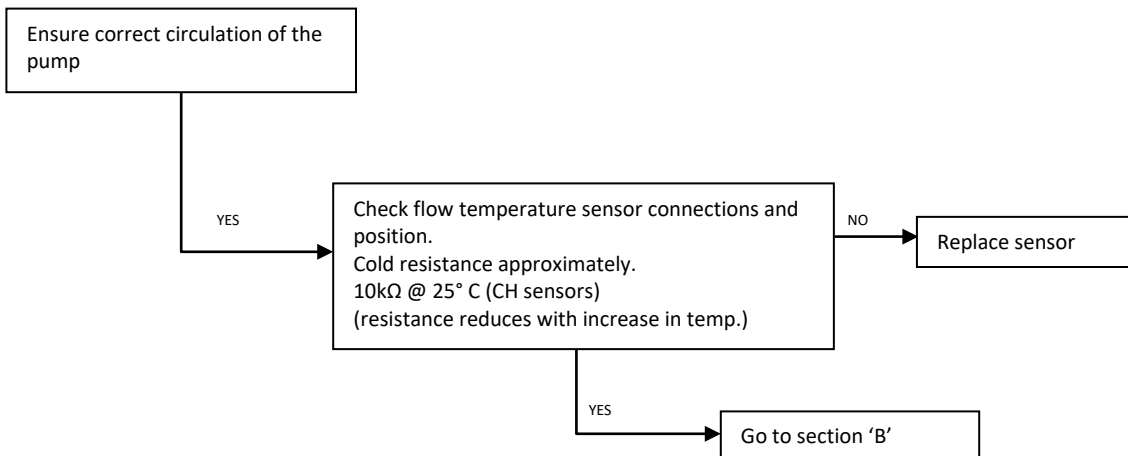 Ensure correct circulation of the
pump
YES
Check flow temperature sensor connections and
position.
Cold resistance approximately.
10kΩ @ 25° C (CH sensors)
(resistance reduces with increase in temp.)
NO
Replace sensor
YES
Go to section ‘B’